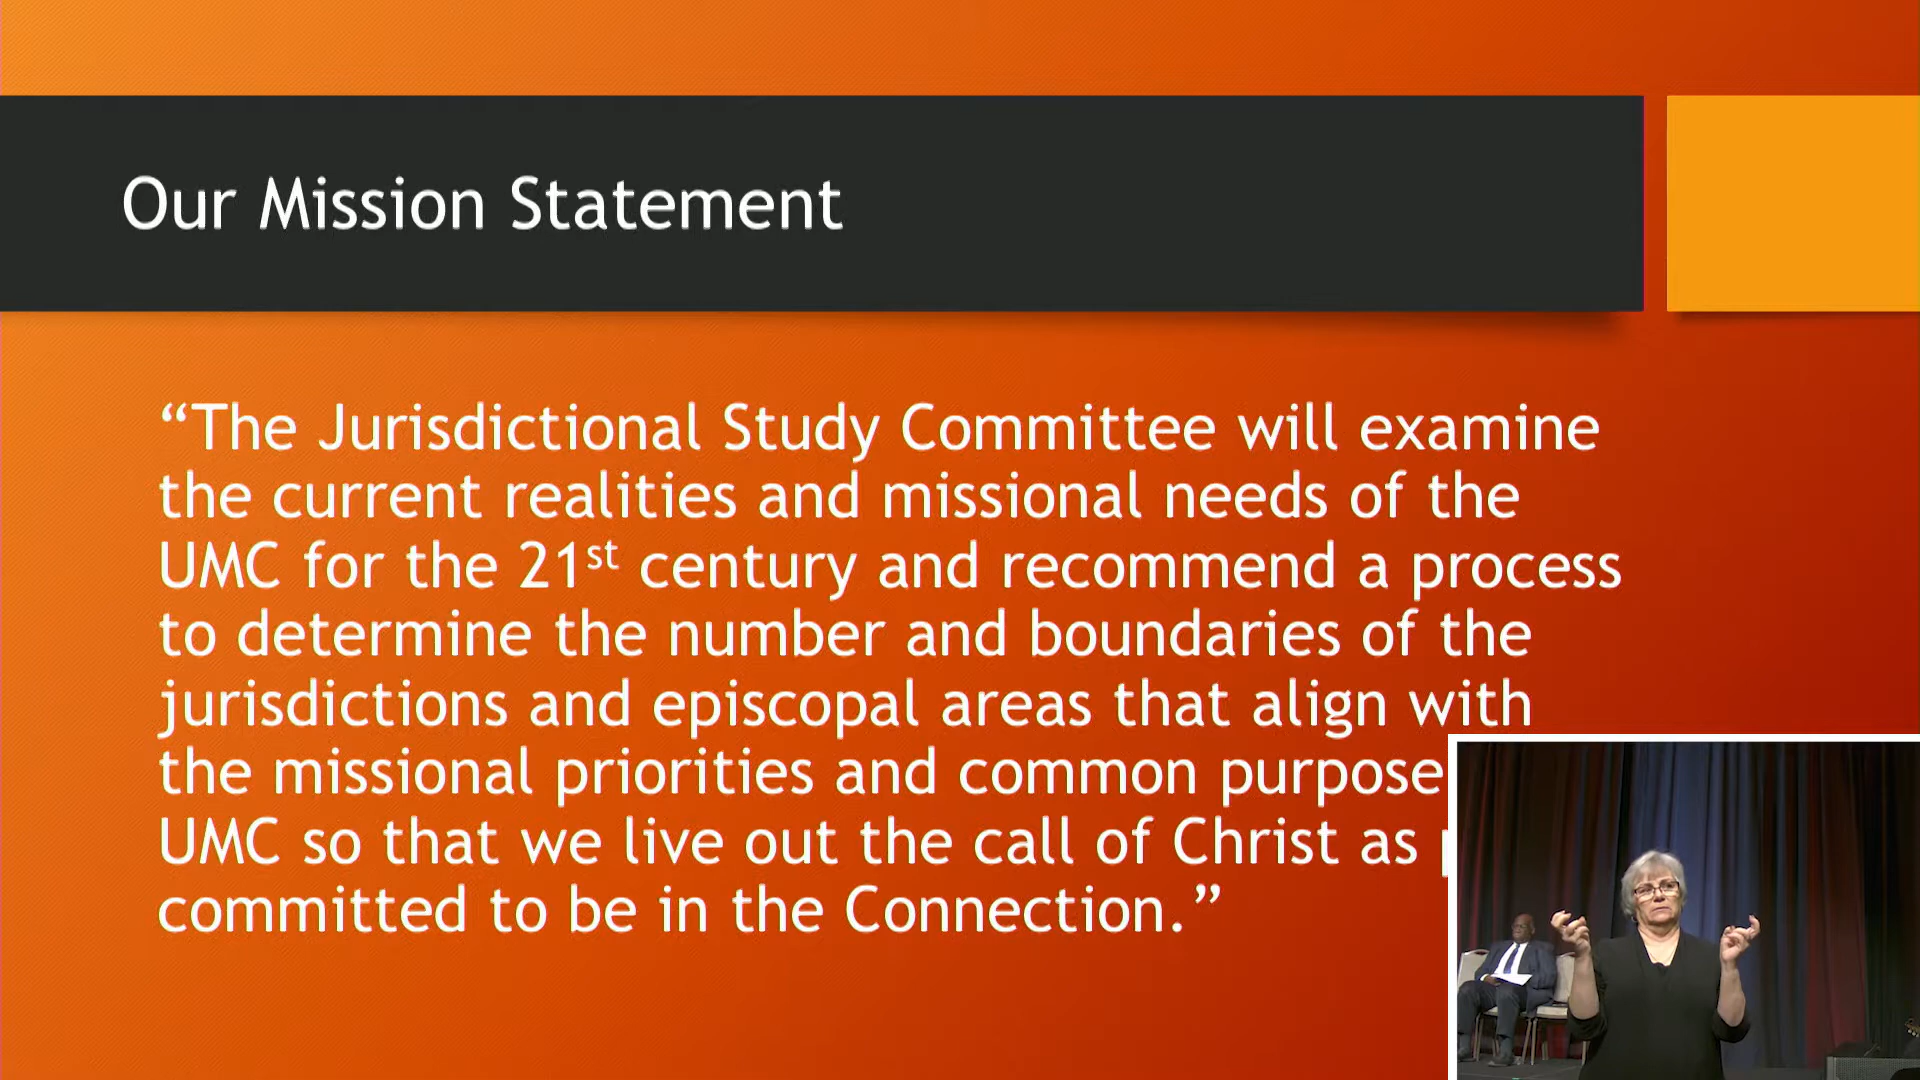 Our Mission Statement
“The Jurisdictional Study Committee will examine
the current realities and missional needs of the
UMC for the 21st century and recommend a process
to determine the number and boundaries of the
jurisdictions and episcopal areas that align with
the missional priorities and common purpose
UMC so that we live out the call of Christ as
committed to be in the Connection.”